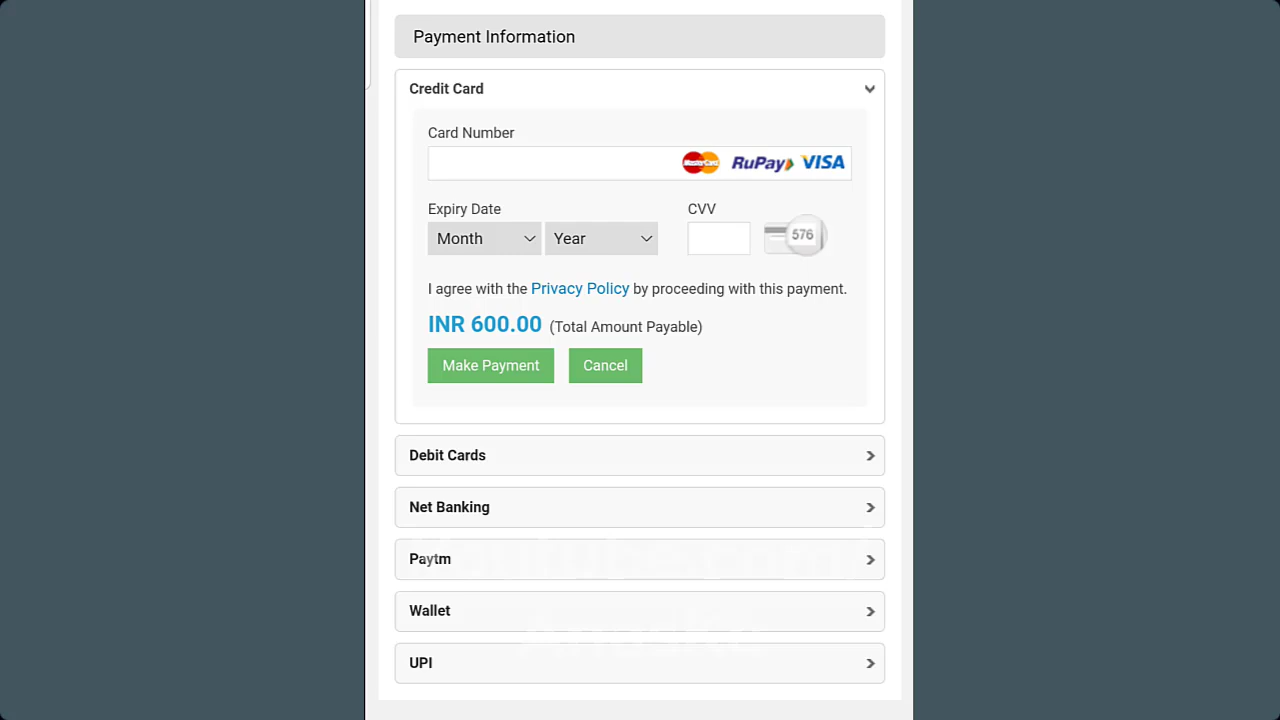 Payment Information
Credit Card
Card Number
MasterCard RuPay VISA
Expiry Date CVV
Month Year 576
I agree with the Privacy Policy by proceeding with this payment.
INR 600.00 (Total Amount Payable)
Make Payment Cancel
Debit Cards
Net Banking
Paytm
Wallet
UPI